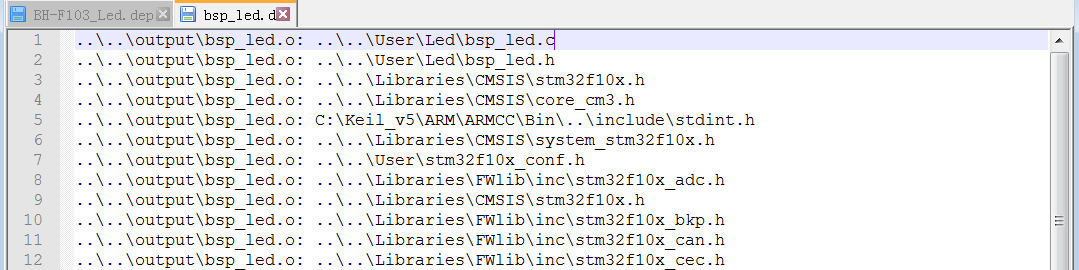 BH-F103_Led.dep bsp_led.d
1 ..\..\output\bsp_led.o: ..\..\User\Led\bsp_led.c
2 ..\..\output\bsp_led.o: ..\..\User\Led\bsp_led.h
3 ..\..\output\bsp_led.o: ..\..\Libraries\CMSIS\stm32f10x.h
4 ..\..\output\bsp_led.o: ..\..\Libraries\CMSIS\core_cm3.h
5 ..\..\output\bsp_led.o: C:\Keil_v5\ARM\ARMCC\Bin\..\include\stdint.h
6 ..\..\output\bsp_led.o: ..\..\Libraries\CMSIS\system_stm32f10x.h
7 ..\..\output\bsp_led.o: ..\..\User\stm32f10x_conf.h
8 ..\..\output\bsp_led.o: ..\..\Libraries\FWlib\inc\stm32f10x_adc.h
9 ..\..\output\bsp_led.o: ..\..\Libraries\CMSIS\stm32f10x.h
10 ..\..\output\bsp_led.o: ..\..\Libraries\FWlib\inc\stm32f10x_bkp.h
11 ..\..\output\bsp_led.o: ..\..\Libraries\FWlib\inc\stm32f10x_can.h
12 ..\..\output\bsp_led.o: ..\..\Libraries\FWlib\inc\stm32f10x_cec.h